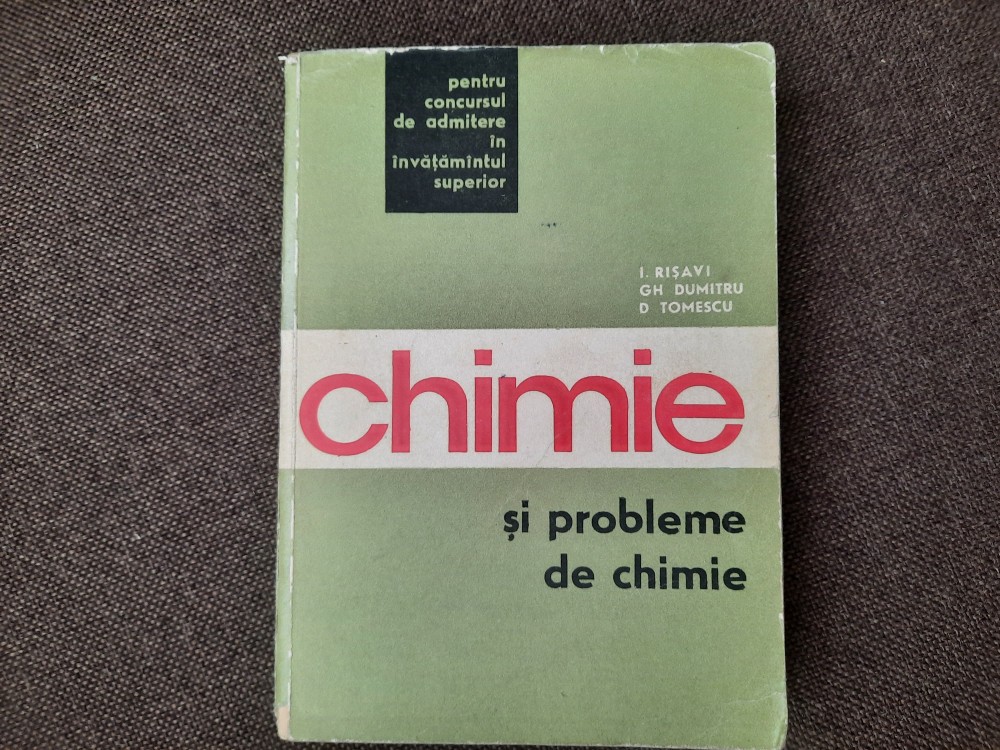 pentru
concursul
de admitere
în
învățămîntul
superior
I. RIȘAVI
GH DUMITRU
D TOMESCU
chimie
și probleme
de chimie